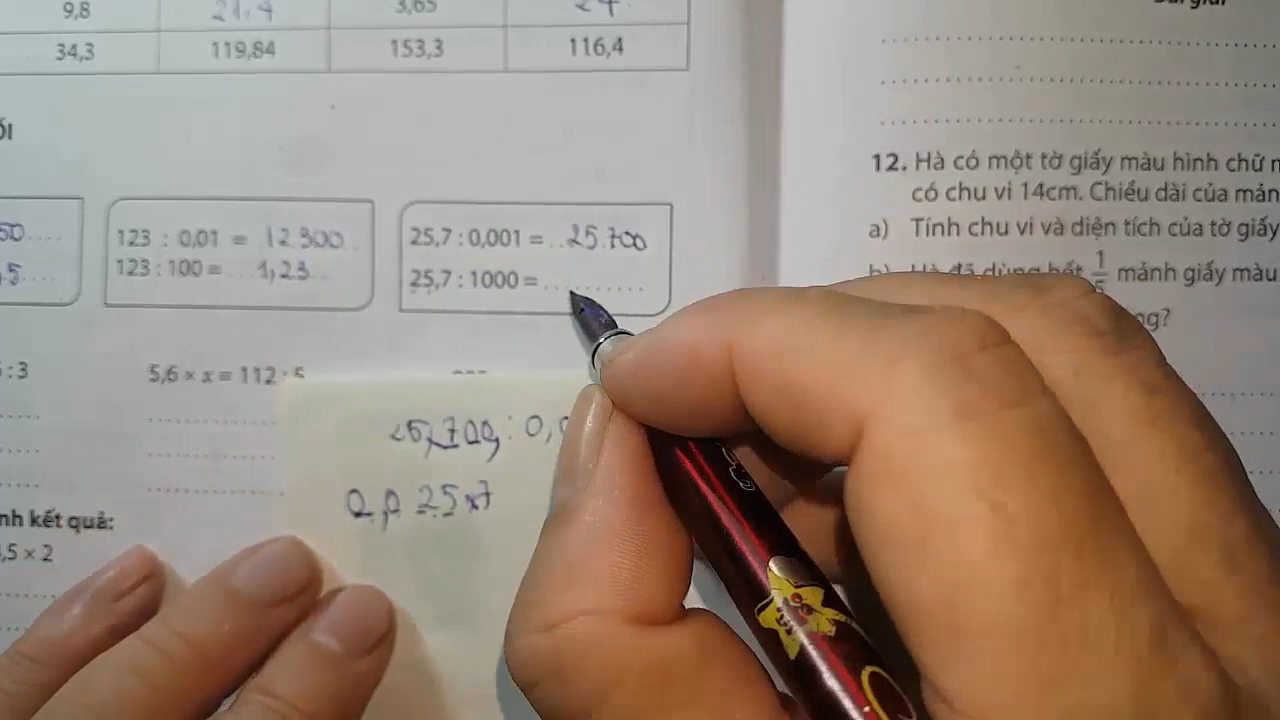 9,8 21,4 3,65 24
34,3 119,84 153,3 116,4
123 : 0,01 = 12 300
123 : 100 = 1,23
25,7 : 0,001 = 25.700
25,7 : 1000 =
: 3
5,6 × x = 112 : 5
25,700 : 0,0
0,0 25,7
nh kết quả:
,5 × 2
12. Hà có một tờ giấy màu hình chữ
có chu vi 14cm. Chiều dài của mản
a) Tính chu vi và diện tích của tờ giấy
b) Hà đã dùng hết 1/5 mảnh giấy màu
ng?